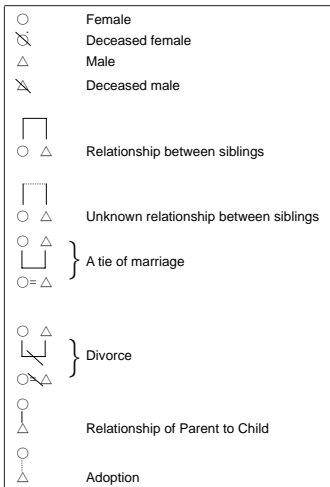 Female
Deceased female
Male
Deceased male
Relationship between siblings
Unknown relationship between siblings
A tie of marriage
Divorce
Relationship of Parent to Child
Adoption